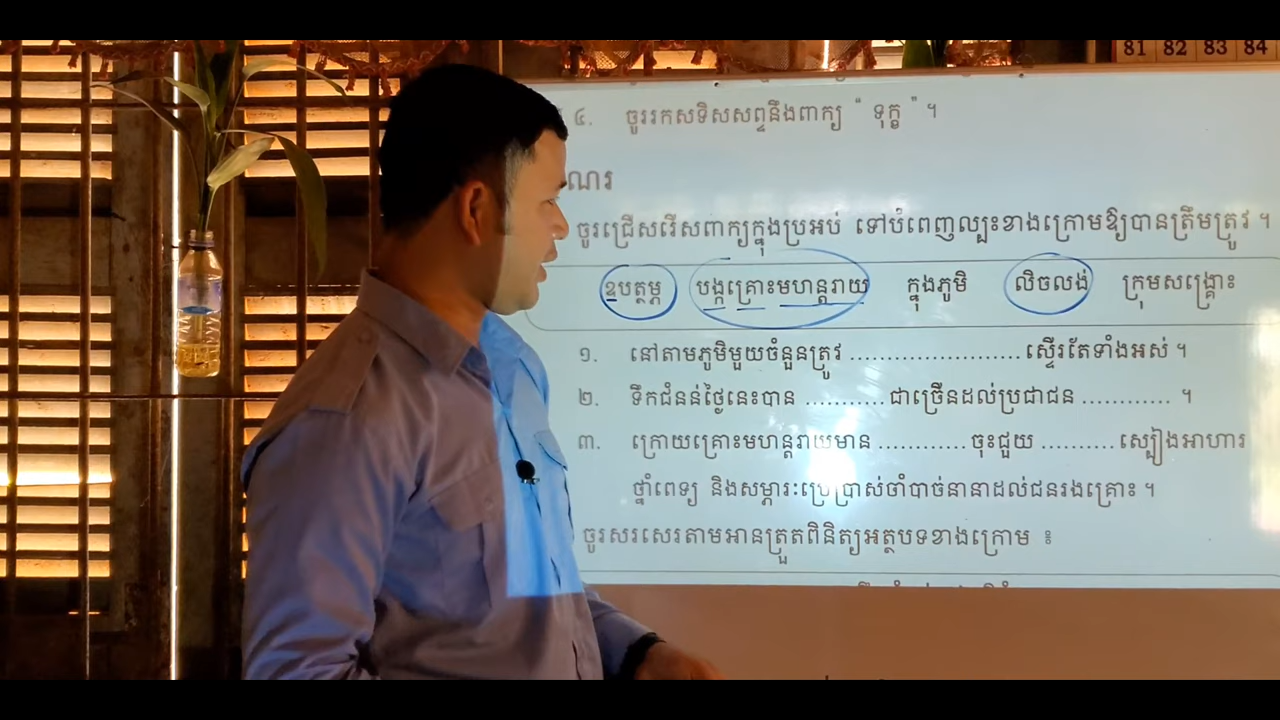 81 82 83 84
៤. ចូររកសទិសសព្ទនឹងពាក្យ “ ទុក្ខ ” ។
ណរ
ចូរជ្រើសរើសពាក្យក្នុងប្រអប់ ទៅបំពេញល្បះខាងក្រោមឱ្យបានត្រឹមត្រូវ ។
ឧបត្ថម្ភ បង្កគ្រោះមហន្តរាយ ក្នុងភូមិ លិចលង់ ក្រុមសង្គ្រោះ
១. នៅតាមភូមិមួយចំនួនត្រូវ ........................ ស្ទើរតែទាំងអស់ ។
២. ទឹកជំនន់ថ្ងៃនេះបាន ........... ជាច្រើនដល់ប្រជាជន ............ ។
៣. ក្រោយគ្រោះមហន្តរាយមាន ............ ចុះជួយ .......... ស្បៀងអាហារ
ថ្នាំពេទ្យ និងសម្ភារៈប្រើប្រាស់ចាំបាច់នានាដល់ជនរងគ្រោះ ។
ចូរសរសេរតាមអានត្រួតពិនិត្យអត្ថបទខាងក្រោម ៖